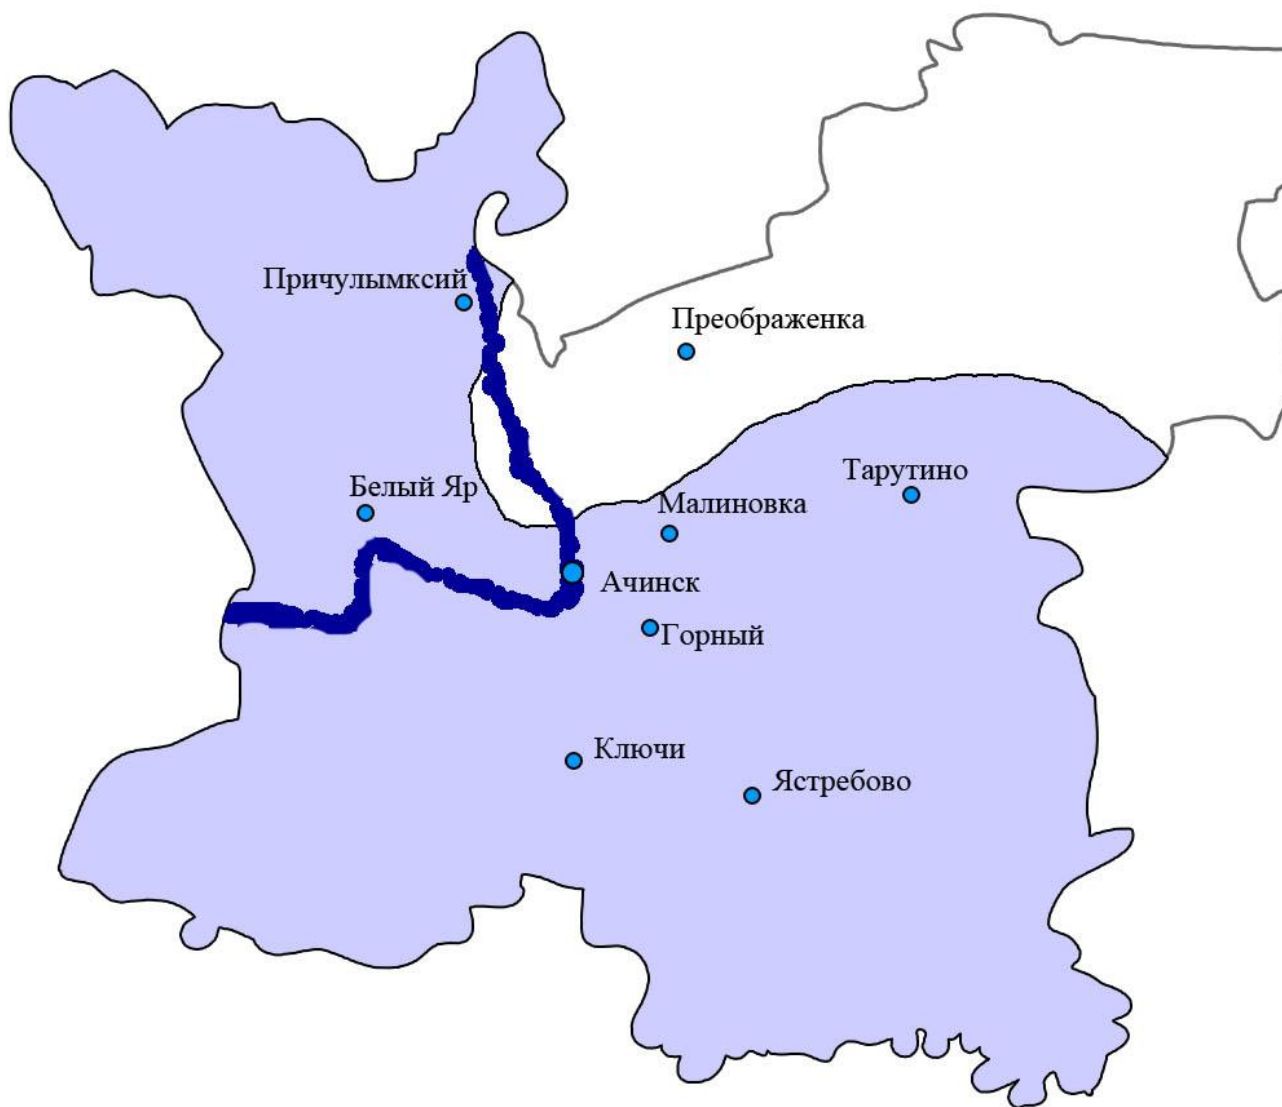 Причулымксий
Преображенка
Тарутино
Белый Яр
Малиновка
Ачинск
Горный
Ключи
Ястребово